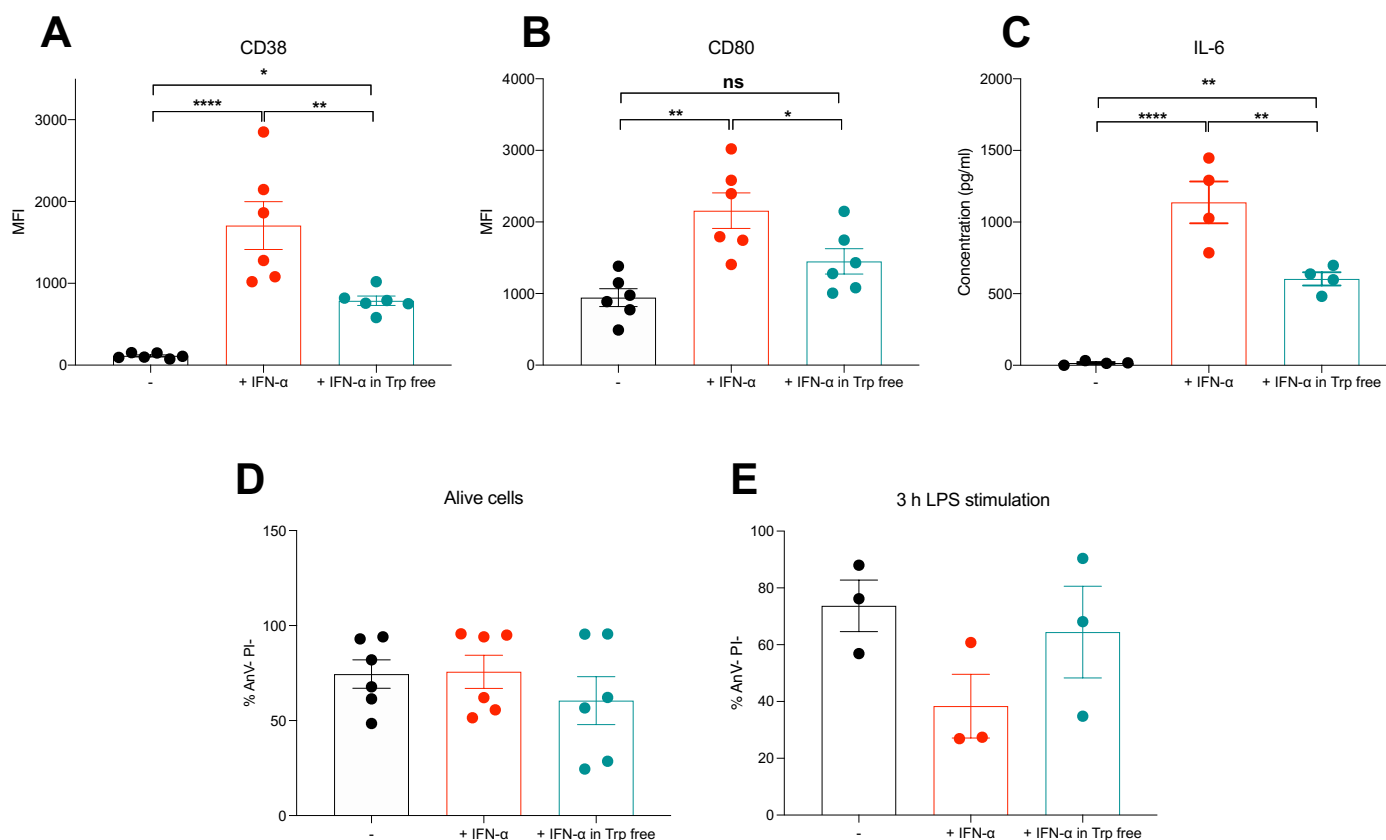 A
CD38
MFI
3000
2000
1000
0
*
****
**
-
+ IFN-α
+ IFN-α in Trp free
B
CD80
MFI
4000
3000
2000
1000
0
ns
**
*
-
+ IFN-α
+ IFN-α in Trp free
C
IL-6
Concentration (pg/ml)
2000
1500
1000
500
0
**
****
**
-
+ IFN-α
+ IFN-α in Trp free
D
Alive cells
% AnV- PI-
150
100
50
0
-
+ IFN-α
+ IFN-α in Trp free
E
3 h LPS stimulation
% AnV- PI-
100
80
60
40
20
0
-
+ IFN-α
+ IFN-α in Trp free